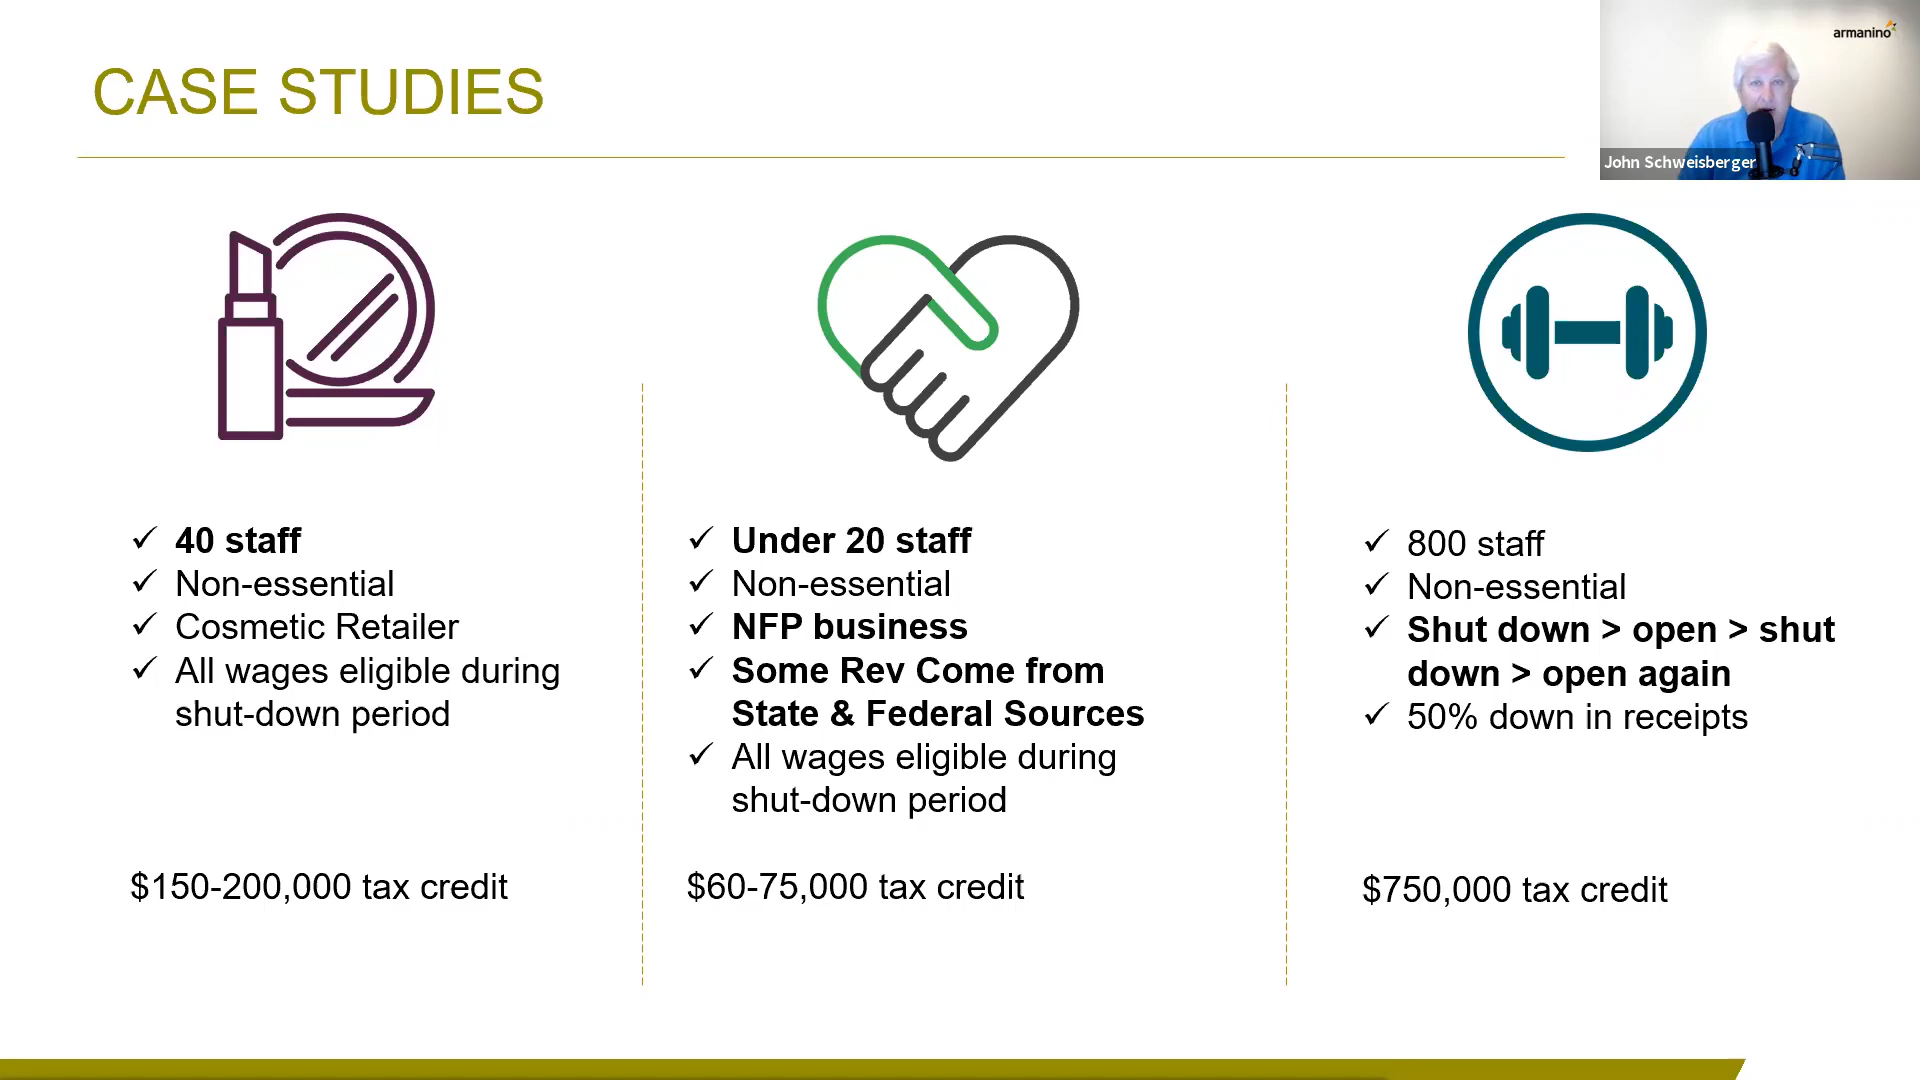 CASE STUDIES
armanino
John Schweisberger
✓ 40 staff
✓ Non-essential
✓ Cosmetic Retailer
✓ All wages eligible during
shut-down period
$150-200,000 tax credit
✓ Under 20 staff
✓ Non-essential
✓ NFP business
✓ Some Rev Come from
State & Federal Sources
✓ All wages eligible during
shut-down period
$60-75,000 tax credit
✓ 800 staff
✓ Non-essential
✓ Shut down > open > shut
down > open again
✓ 50% down in receipts
$750,000 tax credit